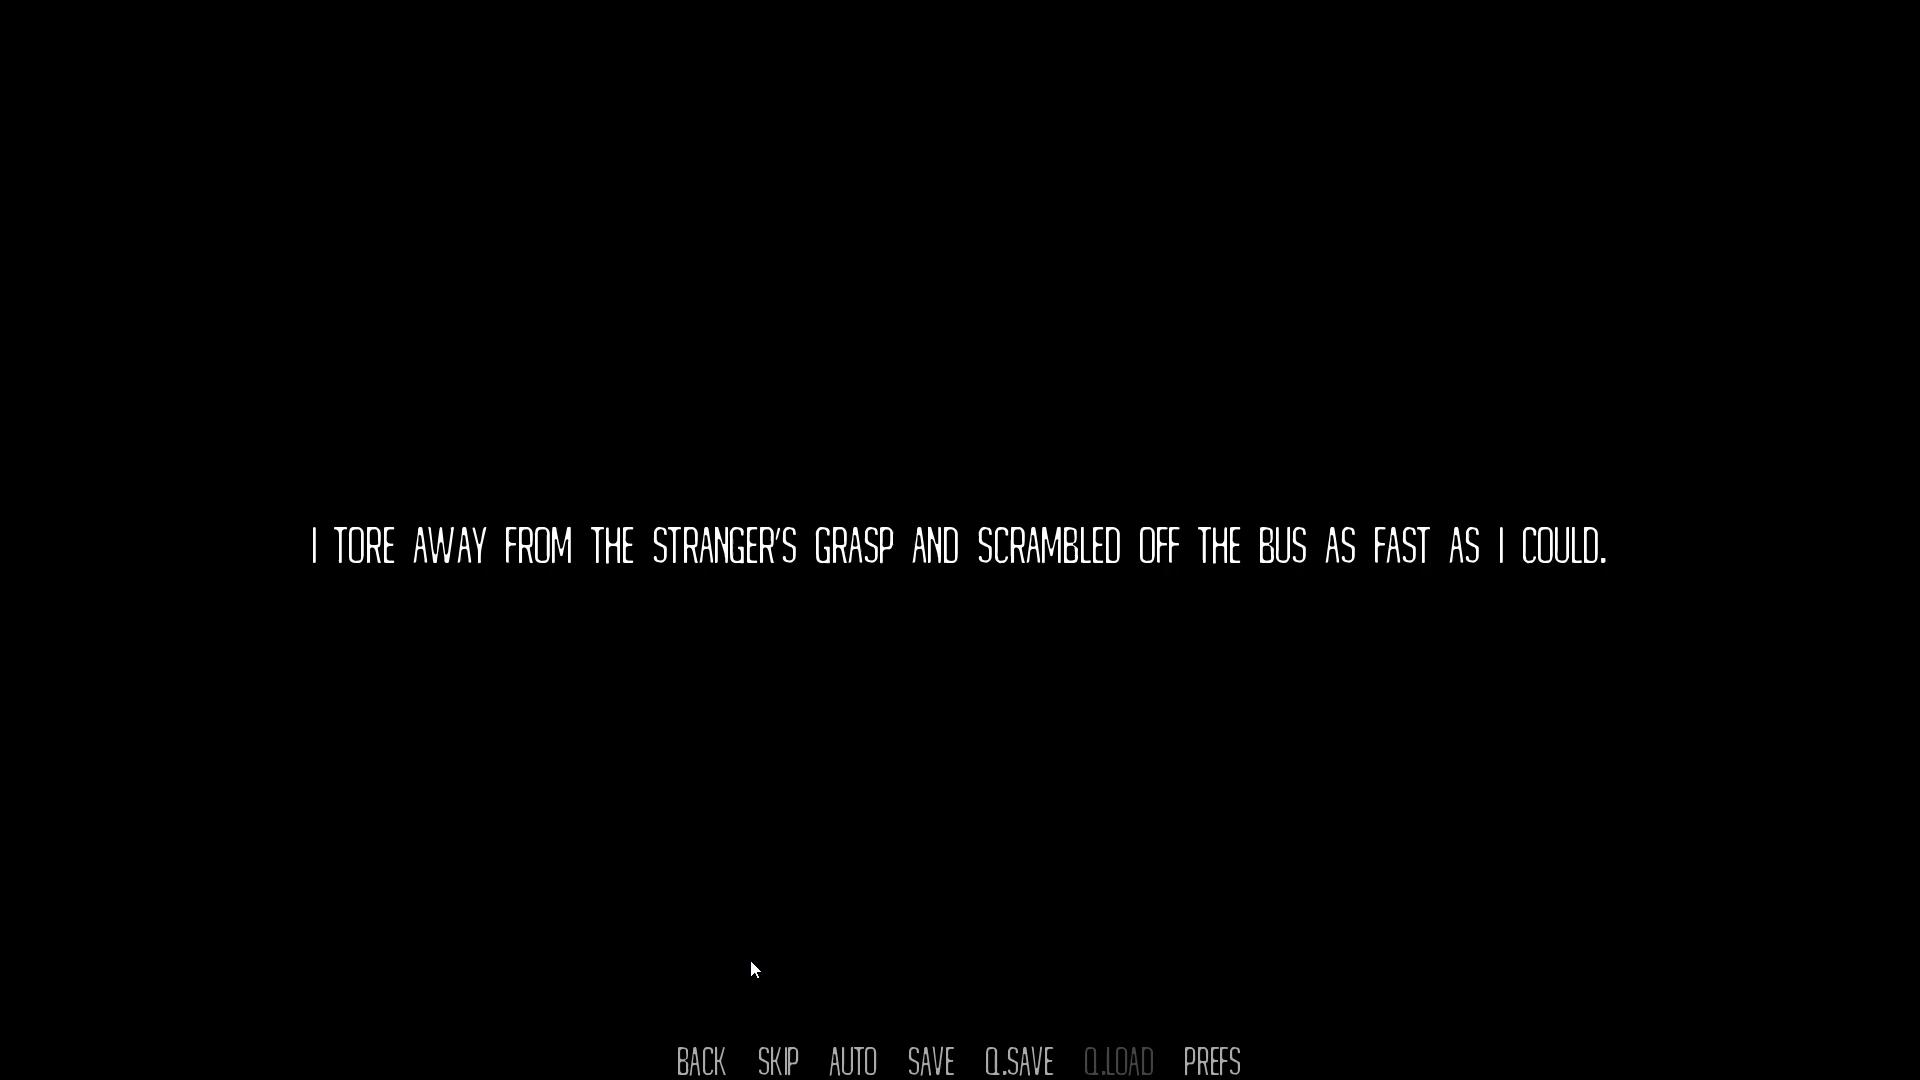 I TORE AWAY FROM THE STRANGER'S GRASP AND SCRAMBLED OFF THE BUS AS FAST AS I COULD.
BACK SKIP AUTO SAVE Q.SAVE Q.LOAD PREFS